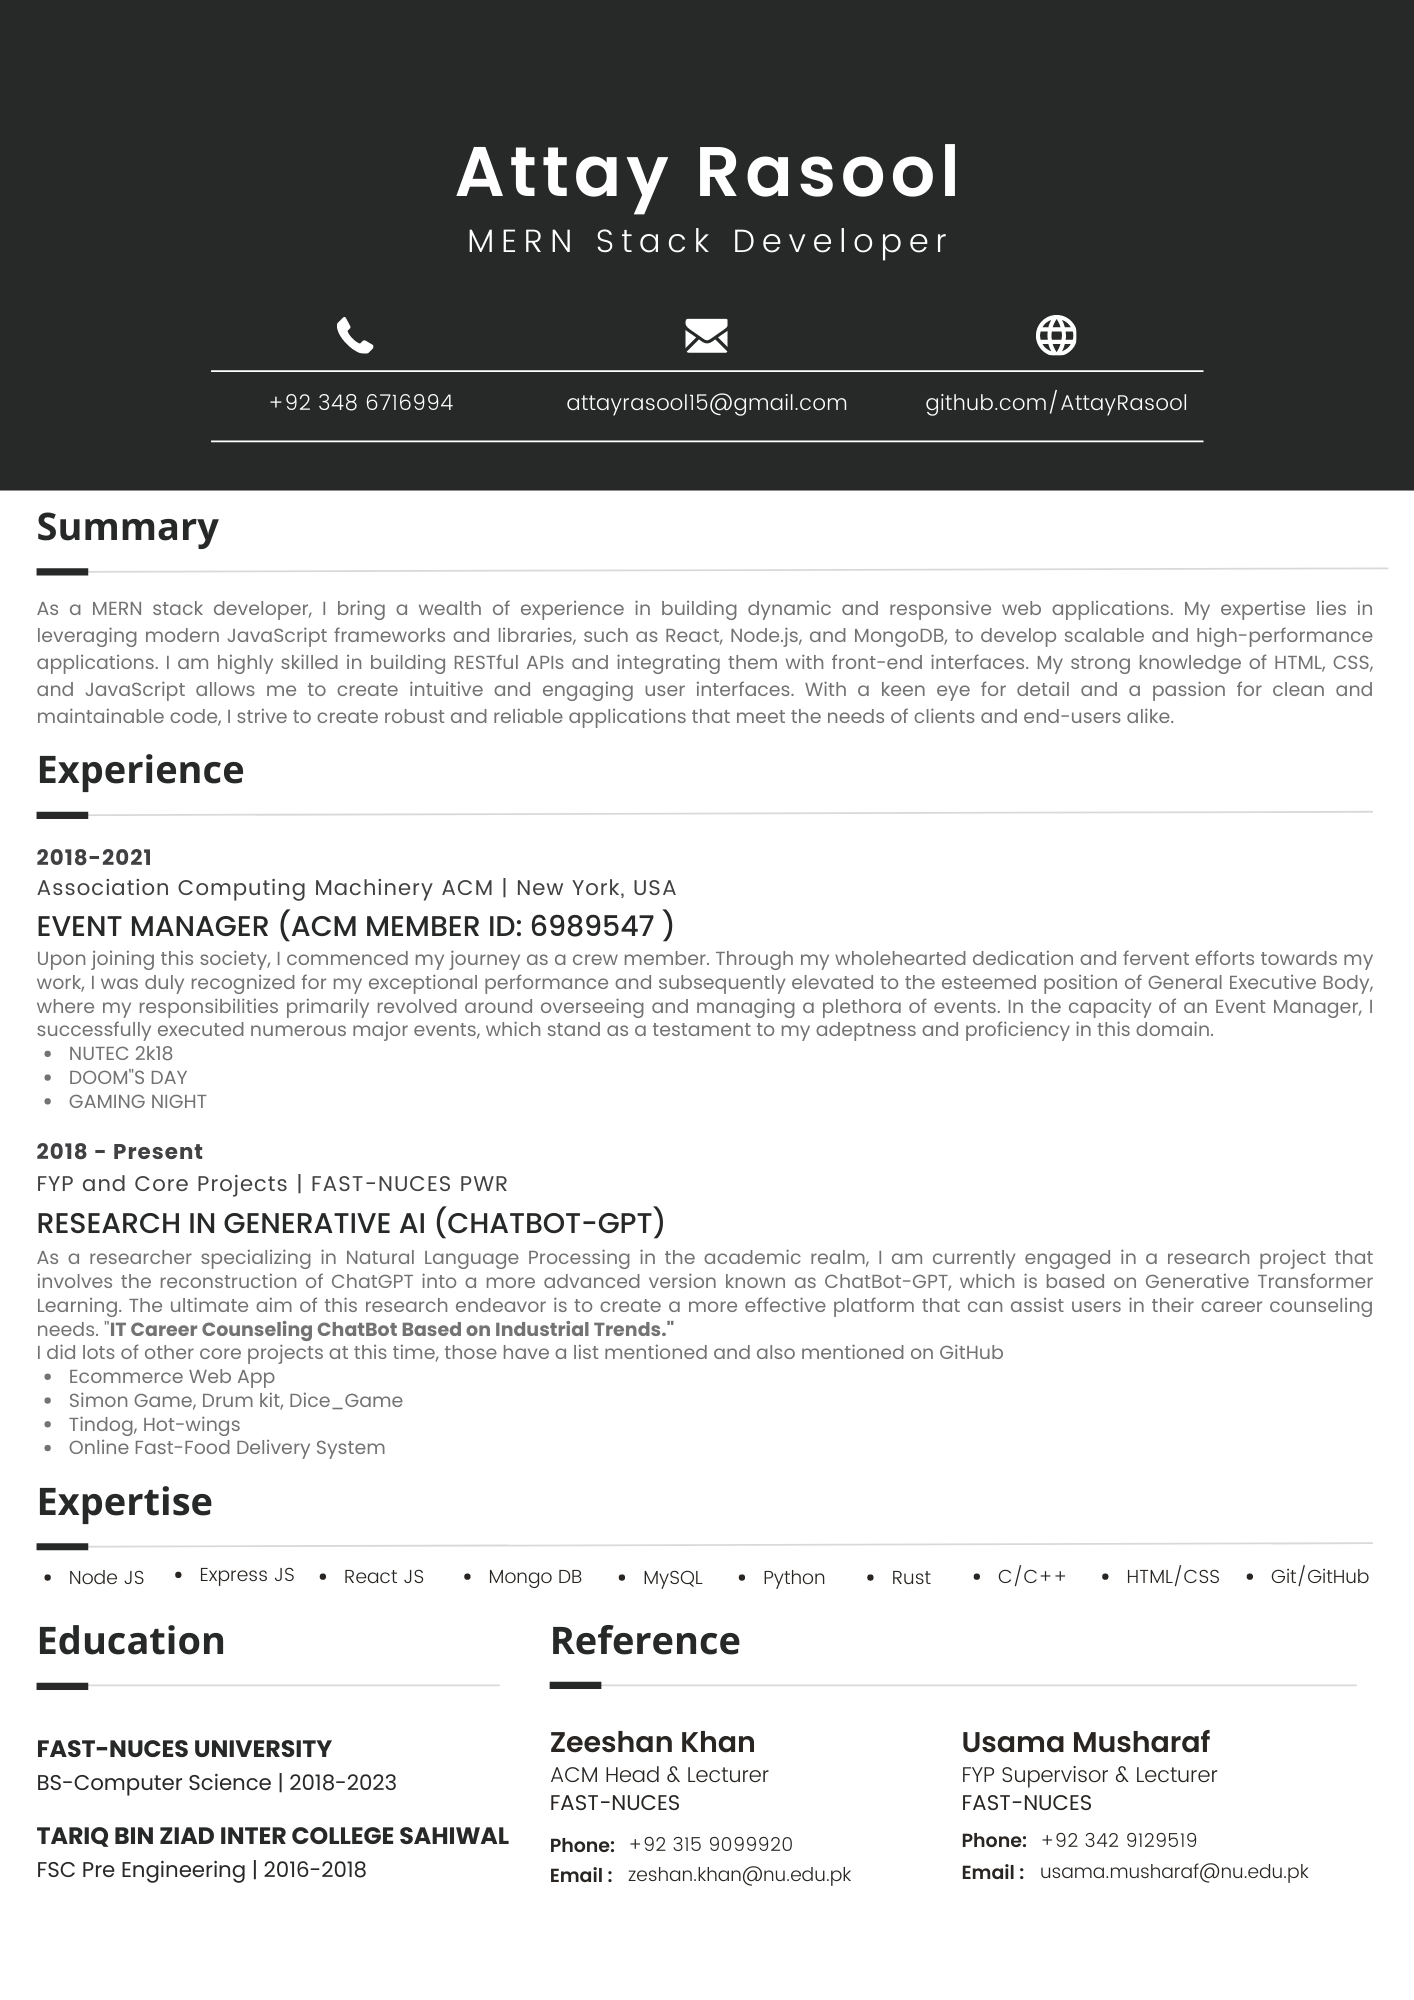 Attay Rasool
MERN Stack Developer
+92 348 6716994
attayrasool15@gmail.com
github.com/AttayRasool
Summary
As a MERN stack developer, I bring a wealth of experience in building dynamic and responsive web applications. My expertise lies in
leveraging modern JavaScript frameworks and libraries, such as React, Node.js, and MongoDB, to develop scalable and high-performance
applications. I am highly skilled in building RESTful APIs and integrating them with front-end interfaces. My strong knowledge of HTML, CSS,
and JavaScript allows me to create intuitive and engaging user interfaces. With a keen eye for detail and a passion for clean and
maintainable code, I strive to create robust and reliable applications that meet the needs of clients and end-users alike.
Experience
2018-2021
Association Computing Machinery ACM | New York, USA
EVENT MANAGER (ACM MEMBER ID: 6989547 )
Upon joining this society, I commenced my journey as a crew member. Through my wholehearted dedication and fervent efforts towards my
work, I was duly recognized for my exceptional performance and subsequently elevated to the esteemed position of General Executive Body,
where my responsibilities primarily revolved around overseeing and managing a plethora of events. In the capacity of an Event Manager, I
successfully executed numerous major events, which stand as a testament to my adeptness and proficiency in this domain.
• NUTEC 2k18
• DOOM"S DAY
• GAMING NIGHT
2018 - Present
FYP and Core Projects | FAST-NUCES PWR
RESEARCH IN GENERATIVE AI (CHATBOT-GPT)
As a researcher specializing in Natural Language Processing in the academic realm, I am currently engaged in a research project that
involves the reconstruction of ChatGPT into a more advanced version known as ChatBot-GPT, which is based on Generative Transformer
Learning. The ultimate aim of this research endeavor is to create a more effective platform that can assist users in their career counseling
needs. "IT Career Counseling ChatBot Based on Industrial Trends."
I did lots of other core projects at this time, those have a list mentioned and also mentioned on GitHub
• Ecommerce Web App
• Simon Game, Drum kit, Dice_Game
• Tindog, Hot-wings
• Online Fast-Food Delivery System
Expertise
• Node JS • Express JS • React JS • Mongo DB • MySQL • Python • Rust • C/C++ • HTML/CSS • Git/GitHub
Education
FAST-NUCES UNIVERSITY
BS-Computer Science | 2018-2023
TARIQ BIN ZIAD INTER COLLEGE SAHIWAL
FSC Pre Engineering | 2016-2018
Reference
Zeeshan Khan
ACM Head & Lecturer
FAST-NUCES
Phone: +92 315 9099920
Email : zeshan.khan@nu.edu.pk
Usama Musharaf
FYP Supervisor & Lecturer
FAST-NUCES
Phone: +92 342 9129519
Email : usama.musharaf@nu.edu.pk